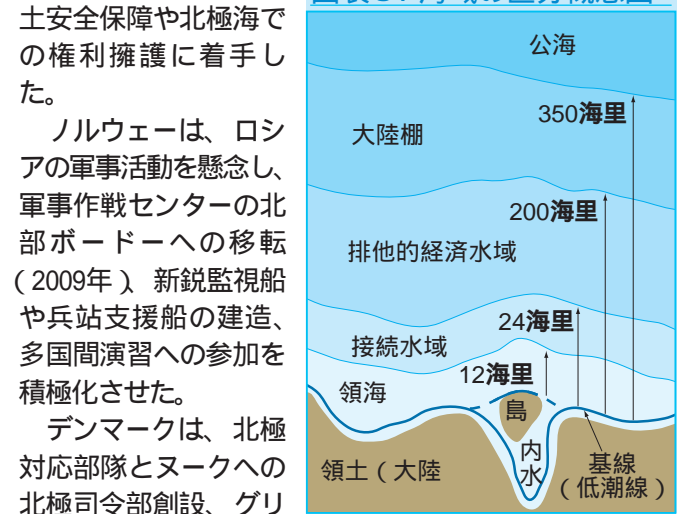 土安全保障や北極海で
の権利擁護に着手し
た。
ノルウェーは、ロシ
アの軍事活動を懸念し、
軍事作戦センターの北
部ボードーへの移転
(2009年)、新鋭監視船
や兵站支援船の建造、
多国間演習への参加を
積極化させた。
デンマークは、北極
対応部隊とヌークへの
北極司令部創設、グリ
公海
350海里
大陸棚
200海里
排他的経済水域
24海里
接続水域
12海里
領海
島
内
水
領土(大陸
基線
(低潮線)